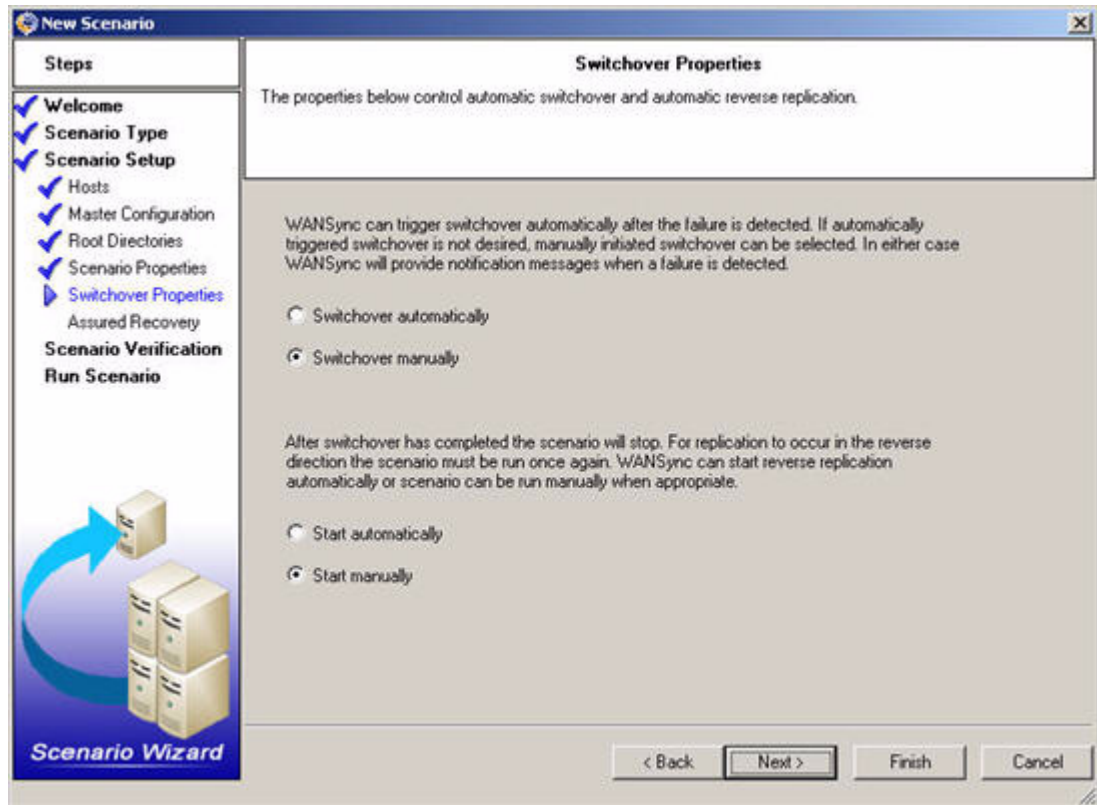 New Scenario
Steps
Welcome
Scenario Type
Scenario Setup
Hosts
Master Configuration
Root Directories
Scenario Properties
Switchover Properties
Assured Recovery
Scenario Verification
Run Scenario
Scenario Wizard
Switchover Properties
The properties below control automatic switchover and automatic reverse replication.
WANSync can trigger switchover automatically after the failure is detected. If automatically
triggered switchover is not desired, manually initiated switchover can be selected. In either case
WANSync will provide notification messages when a failure is detected.
Switchover automatically
Switchover manually
After switchover has completed the scenario will stop. For replication to occur in the reverse
direction the scenario must be run once again. WANSync can start reverse replication
automatically or scenario can be run manually when appropriate.
Start automatically
Start manually
< Back
Next >
Finish
Cancel